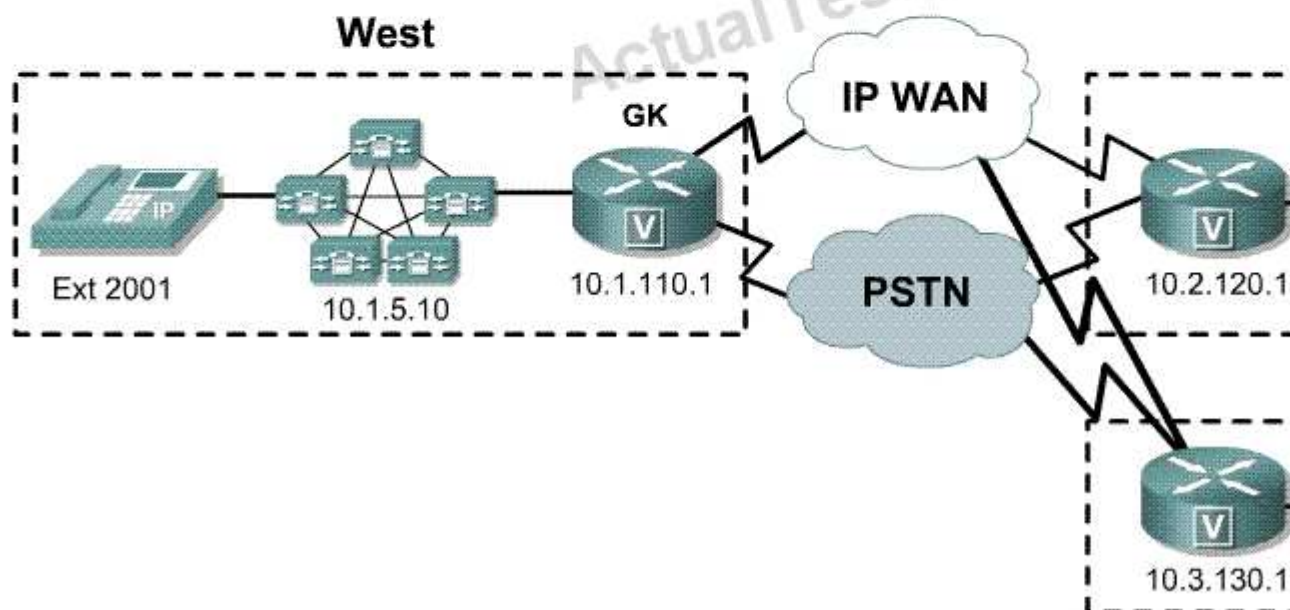 West
ActualTes
IP WAN
GK
IP
V
V
Ext 2001
10.1.5.10
10.1.110.1
PSTN
10.2.120.1
V
10.3.130.1